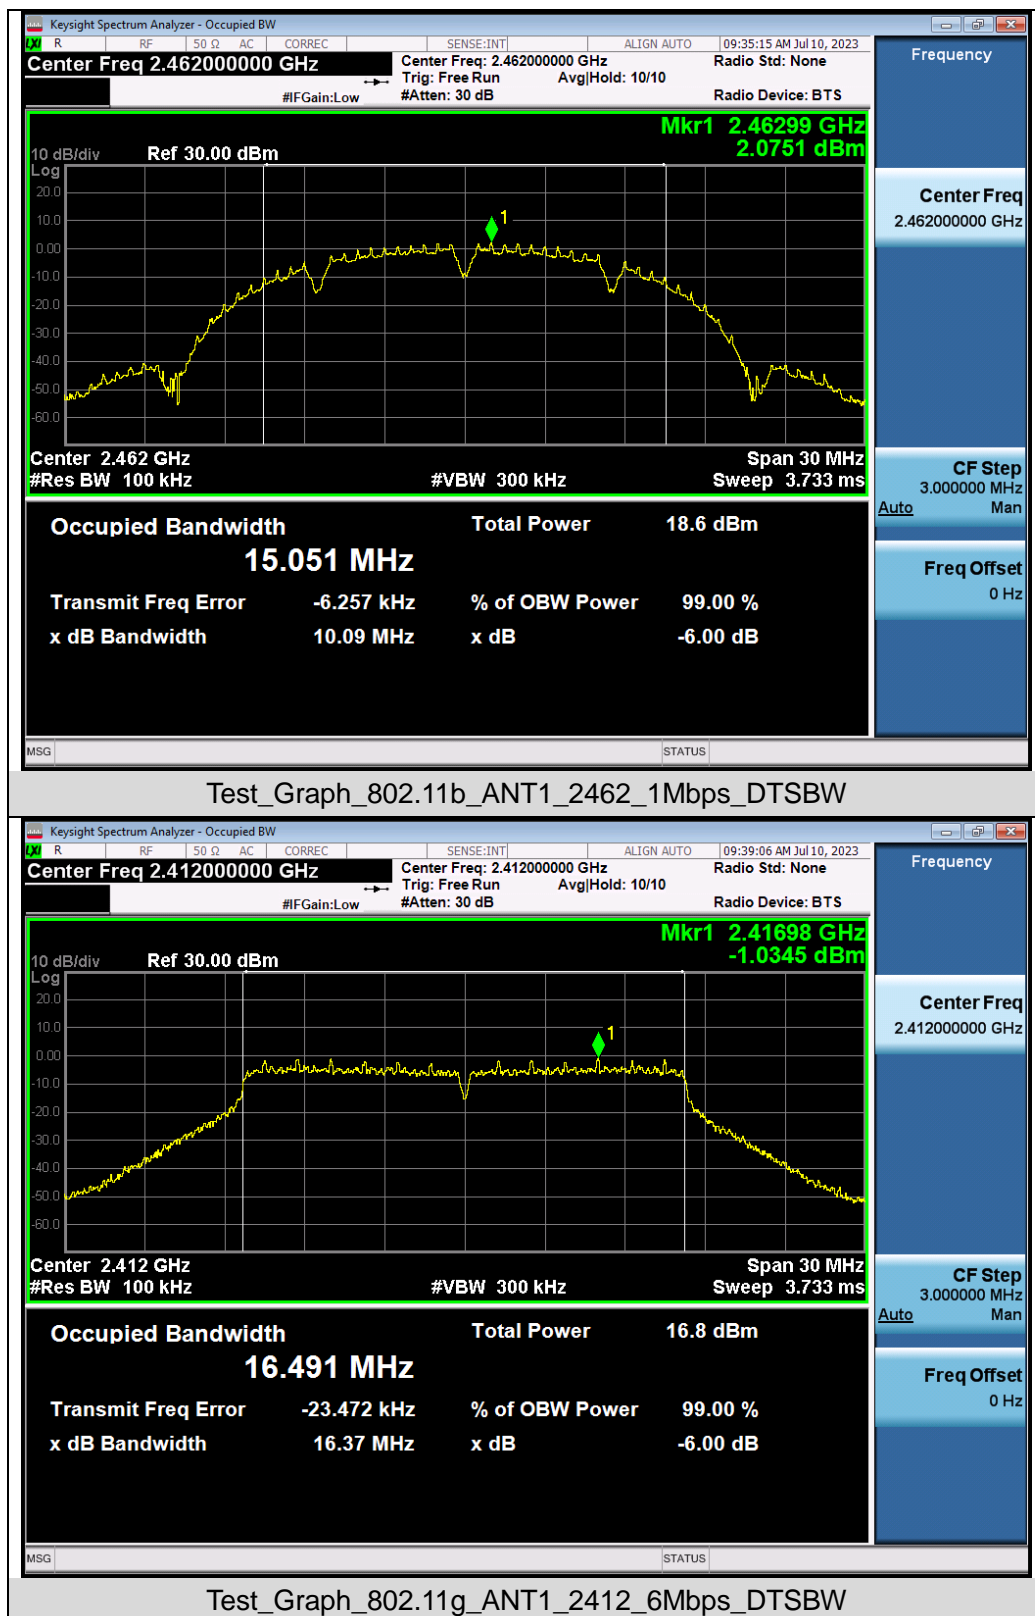 Keysight Spectrum Analyzer - Occupied BW
LXI R RF 50 Ω AC CORREC SENSE:INT ALIGN AUTO 09:35:15 AM Jul 10, 2023
Center Freq 2.462000000 GHz Center Freq: 2.462000000 GHz Radio Std: None
Trig: Free Run Avg|Hold: 10/10
#IFGain:Low #Atten: 30 dB Radio Device: BTS
Frequency
Mkr1 2.46299 GHz
2.0751 dBm
10 dB/div Ref 30.00 dBm
Log
20.0
10.0
0.00
-10.0
-20.0
-30.0
-40.0
-50.0
-60.0
1
Center 2.462 GHz Span 30 MHz
#Res BW 100 kHz #VBW 300 kHz Sweep 3.733 ms
Center Freq
2.462000000 GHz
CF Step
3.000000 MHz
Auto Man
Freq Offset
0 Hz
Occupied Bandwidth Total Power 18.6 dBm
15.051 MHz
Transmit Freq Error -6.257 kHz % of OBW Power 99.00 %
x dB Bandwidth 10.09 MHz x dB -6.00 dB
MSG STATUS
Test_Graph_802.11b_ANT1_2462_1Mbps_DTSBW
Keysight Spectrum Analyzer - Occupied BW
LXI R RF 50 Ω AC CORREC SENSE:INT ALIGN AUTO 09:39:06 AM Jul 10, 2023
Center Freq 2.412000000 GHz Center Freq: 2.412000000 GHz Radio Std: None
Trig: Free Run Avg|Hold: 10/10
#IFGain:Low #Atten: 30 dB Radio Device: BTS
Frequency
Mkr1 2.41698 GHz
-1.0345 dBm
10 dB/div Ref 30.00 dBm
Log
20.0
10.0
0.00
-10.0
-20.0
-30.0
-40.0
-50.0
-60.0
1
Center 2.412 GHz Span 30 MHz
#Res BW 100 kHz #VBW 300 kHz Sweep 3.733 ms
Center Freq
2.412000000 GHz
CF Step
3.000000 MHz
Auto Man
Freq Offset
0 Hz
Occupied Bandwidth Total Power 16.8 dBm
16.491 MHz
Transmit Freq Error -23.472 kHz % of OBW Power 99.00 %
x dB Bandwidth 16.37 MHz x dB -6.00 dB
MSG STATUS
Test_Graph_802.11g_ANT1_2412_6Mbps_DTSBW